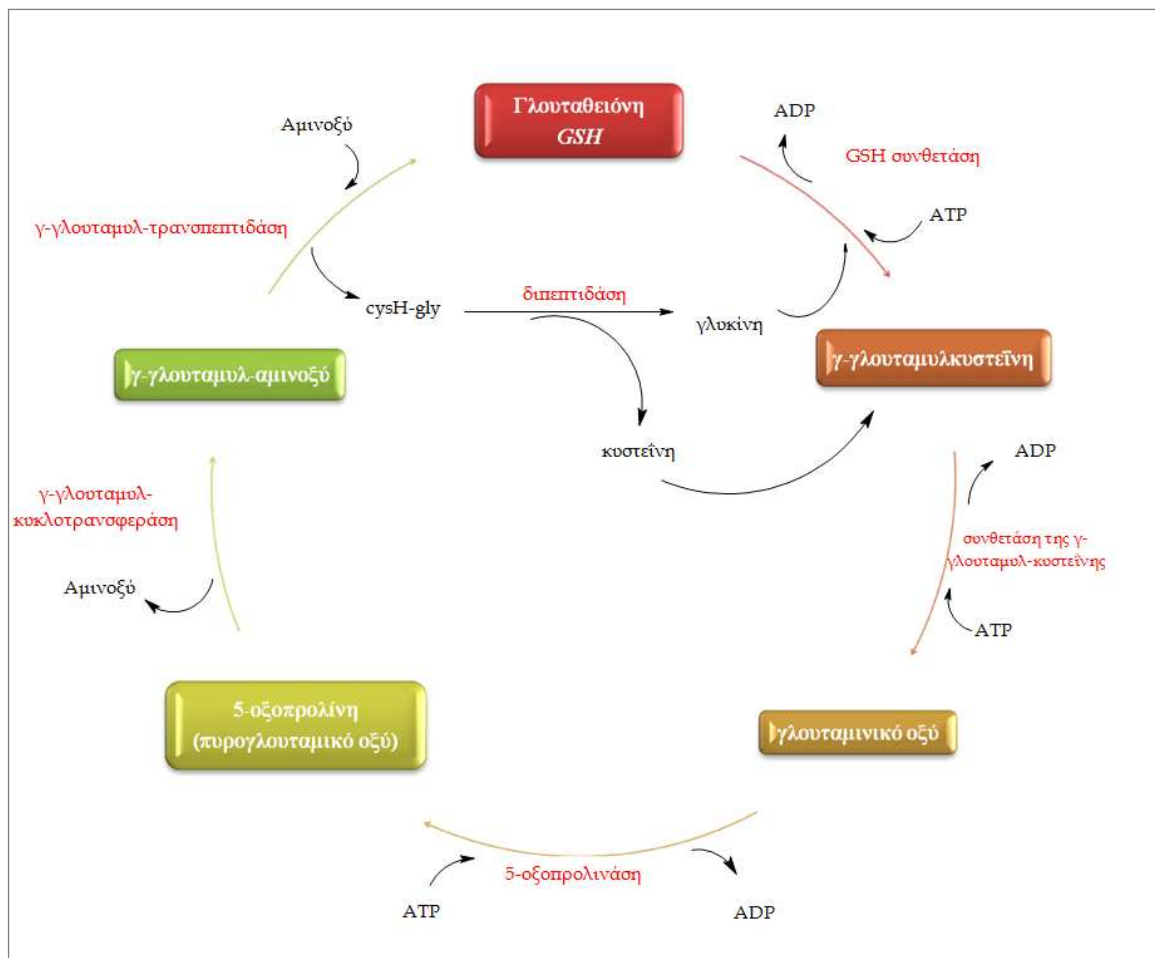 Γλουταθειόνη
GSH
Αμινοξύ
ADP
GSH συνθετάση
γ-γλουταμυλ-τρανσπεπτιδάση
ATP
cysH-gly
διπεπτιδάση
γλυκίνη
γ-γλουταμυλ-αμινοξύ
γ-γλουταμυλκυστεΐνη
κυστεΐνη
ADP
γ-γλουταμυλ-
κυκλοτρανσφεράση
συνθετάση της γ-
γλουταμυλ-κυστεΐνης
Αμινοξύ
ATP
5-οξοπρολίνη
(πυρογλουταμικό οξύ)
γλουταμινικό οξύ
5-οξοπρολινάση
ATP
ADP